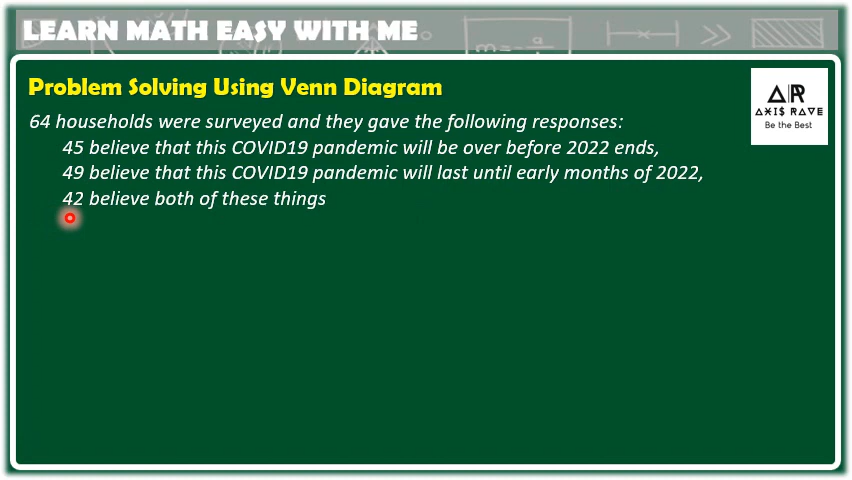 LEARN MATH EASY WITH ME
Problem Solving Using Venn Diagram
AXI$ RAVE
Be the Best
64 households were surveyed and they gave the following responses:
45 believe that this COVID19 pandemic will be over before 2022 ends,
49 believe that this COVID19 pandemic will last until early months of 2022,
42 believe both of these things